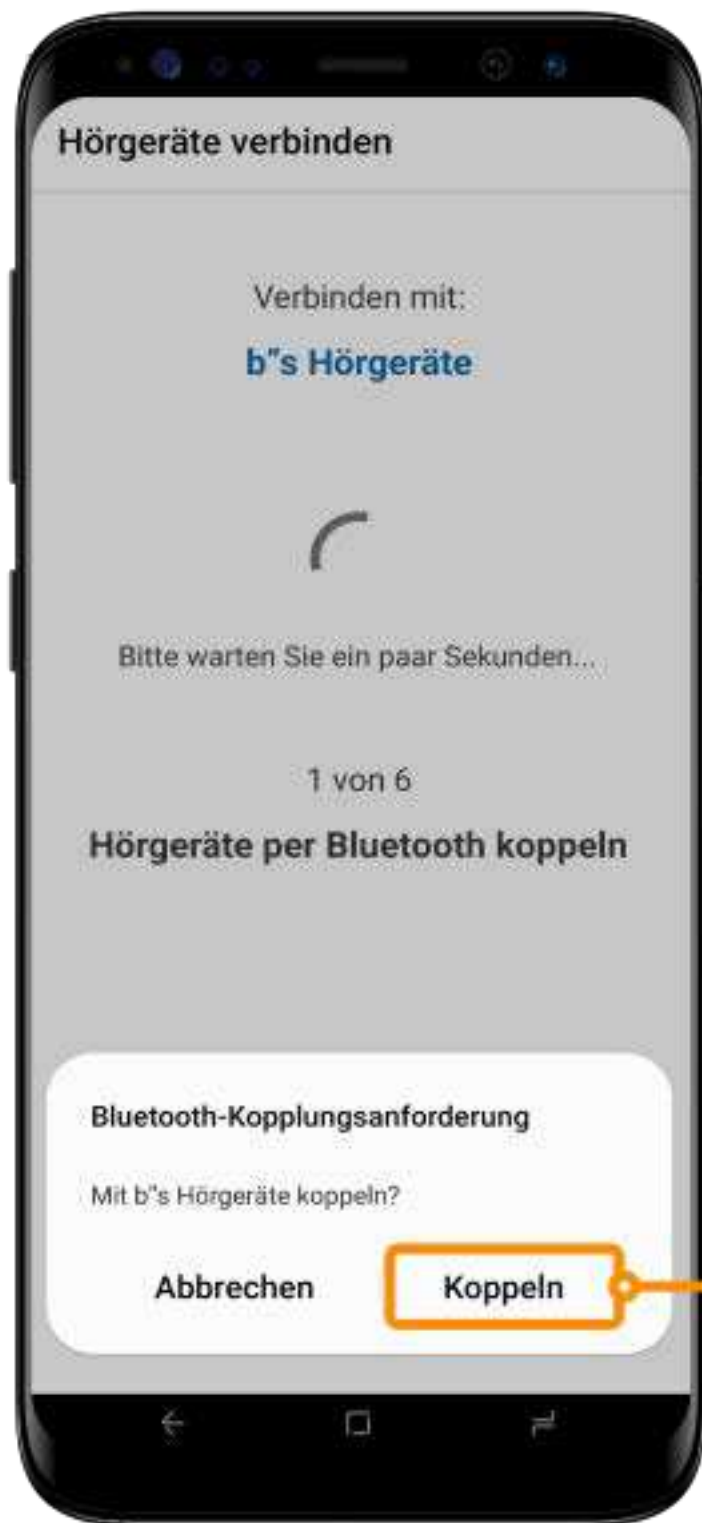 Hörgeräte verbinden
Verbinden mit:
b"s Hörgeräte
Bitte warten Sie ein paar Sekunden...
1 von 6
Hörgeräte per Bluetooth koppeln
Bluetooth-Kopplungsanforderung
Mit b"s Hörgeräte koppeln?
Abbrechen Koppeln